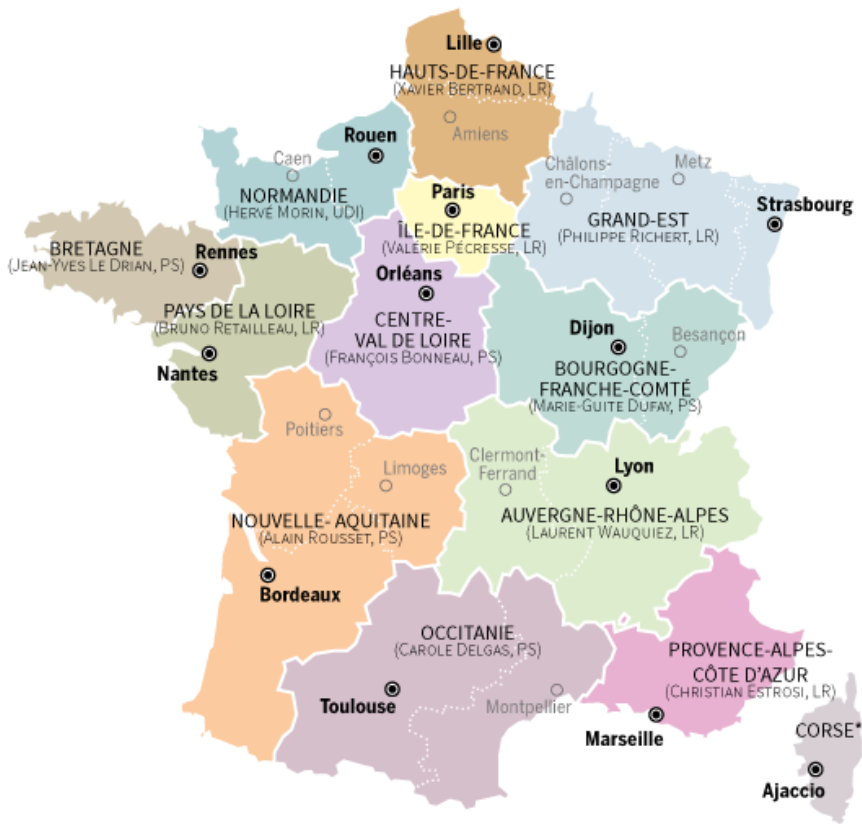 Lille
HAUTS-DE-FRANCE
(XAVIER BERTRAND, LR)
Amiens
Rouen
Caen
NORMANDIE
(HERVÉ MORIN, UDI)
Paris
ÎLE-DE-FRANCE
(VALÉRIE PÉCRESSE, LR)
Châlons-
en-Champagne
Metz
GRAND-EST
(PHILIPPE RICHERT, LR)
Strasbourg
BRETAGNE
(JEAN-YVES LE DRIAN, PS)
Rennes
PAYS DE LA LOIRE
(BRUNO RETAILLEAU, LR)
Nantes
Orléans
CENTRE-
VAL DE LOIRE
(FRANÇOIS BONNEAU, PS)
Dijon
Besançon
BOURGOGNE-
FRANCHE-COMTÉ
(MARIE-GUITE DUFAY, PS)
Poitiers
Limoges
NOUVELLE- AQUITAINE
(ALAIN ROUSSET, PS)
Bordeaux
Clermont-
Ferrand
Lyon
AUVERGNE-RHÔNE-ALPES
(LAURENT WAUQUIEZ, LR)
OCCITANIE
(CAROLE DELGAS, PS)
Toulouse
Montpellier
PROVENCE-ALPES-
CÔTE D'AZUR
(CHRISTIAN ESTROSI, LR)
Marseille
CORSE*
Ajaccio